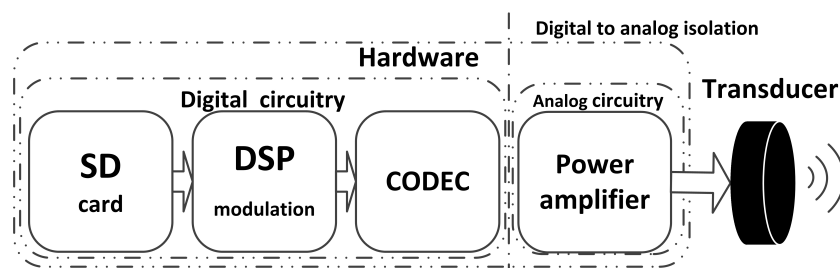 Digital to analog isolation
Hardware
Transducer
Digital circuitry
Analog circuitry
SD
card
DSP
modulation
CODEC
Power
amplifier